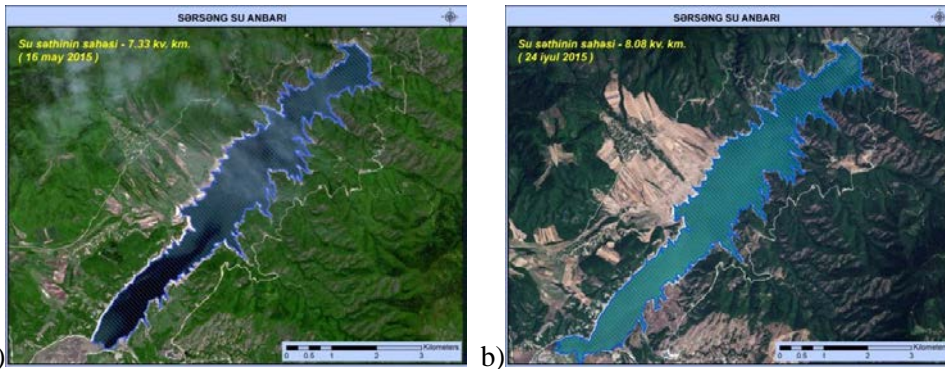 SƏRSƏNG SU ANBARI
Su səthinin sahəsi - 7.33 kv. km.
( 16 may 2015 )
Kilometers
0 0.5 1 2 3
)
SƏRSƏNG SU ANBARI
Su səthinin sahəsi - 8.08 kv. km.
( 24 iyul 2015 )
Kilometers
0 0.5 1 2 3
b)